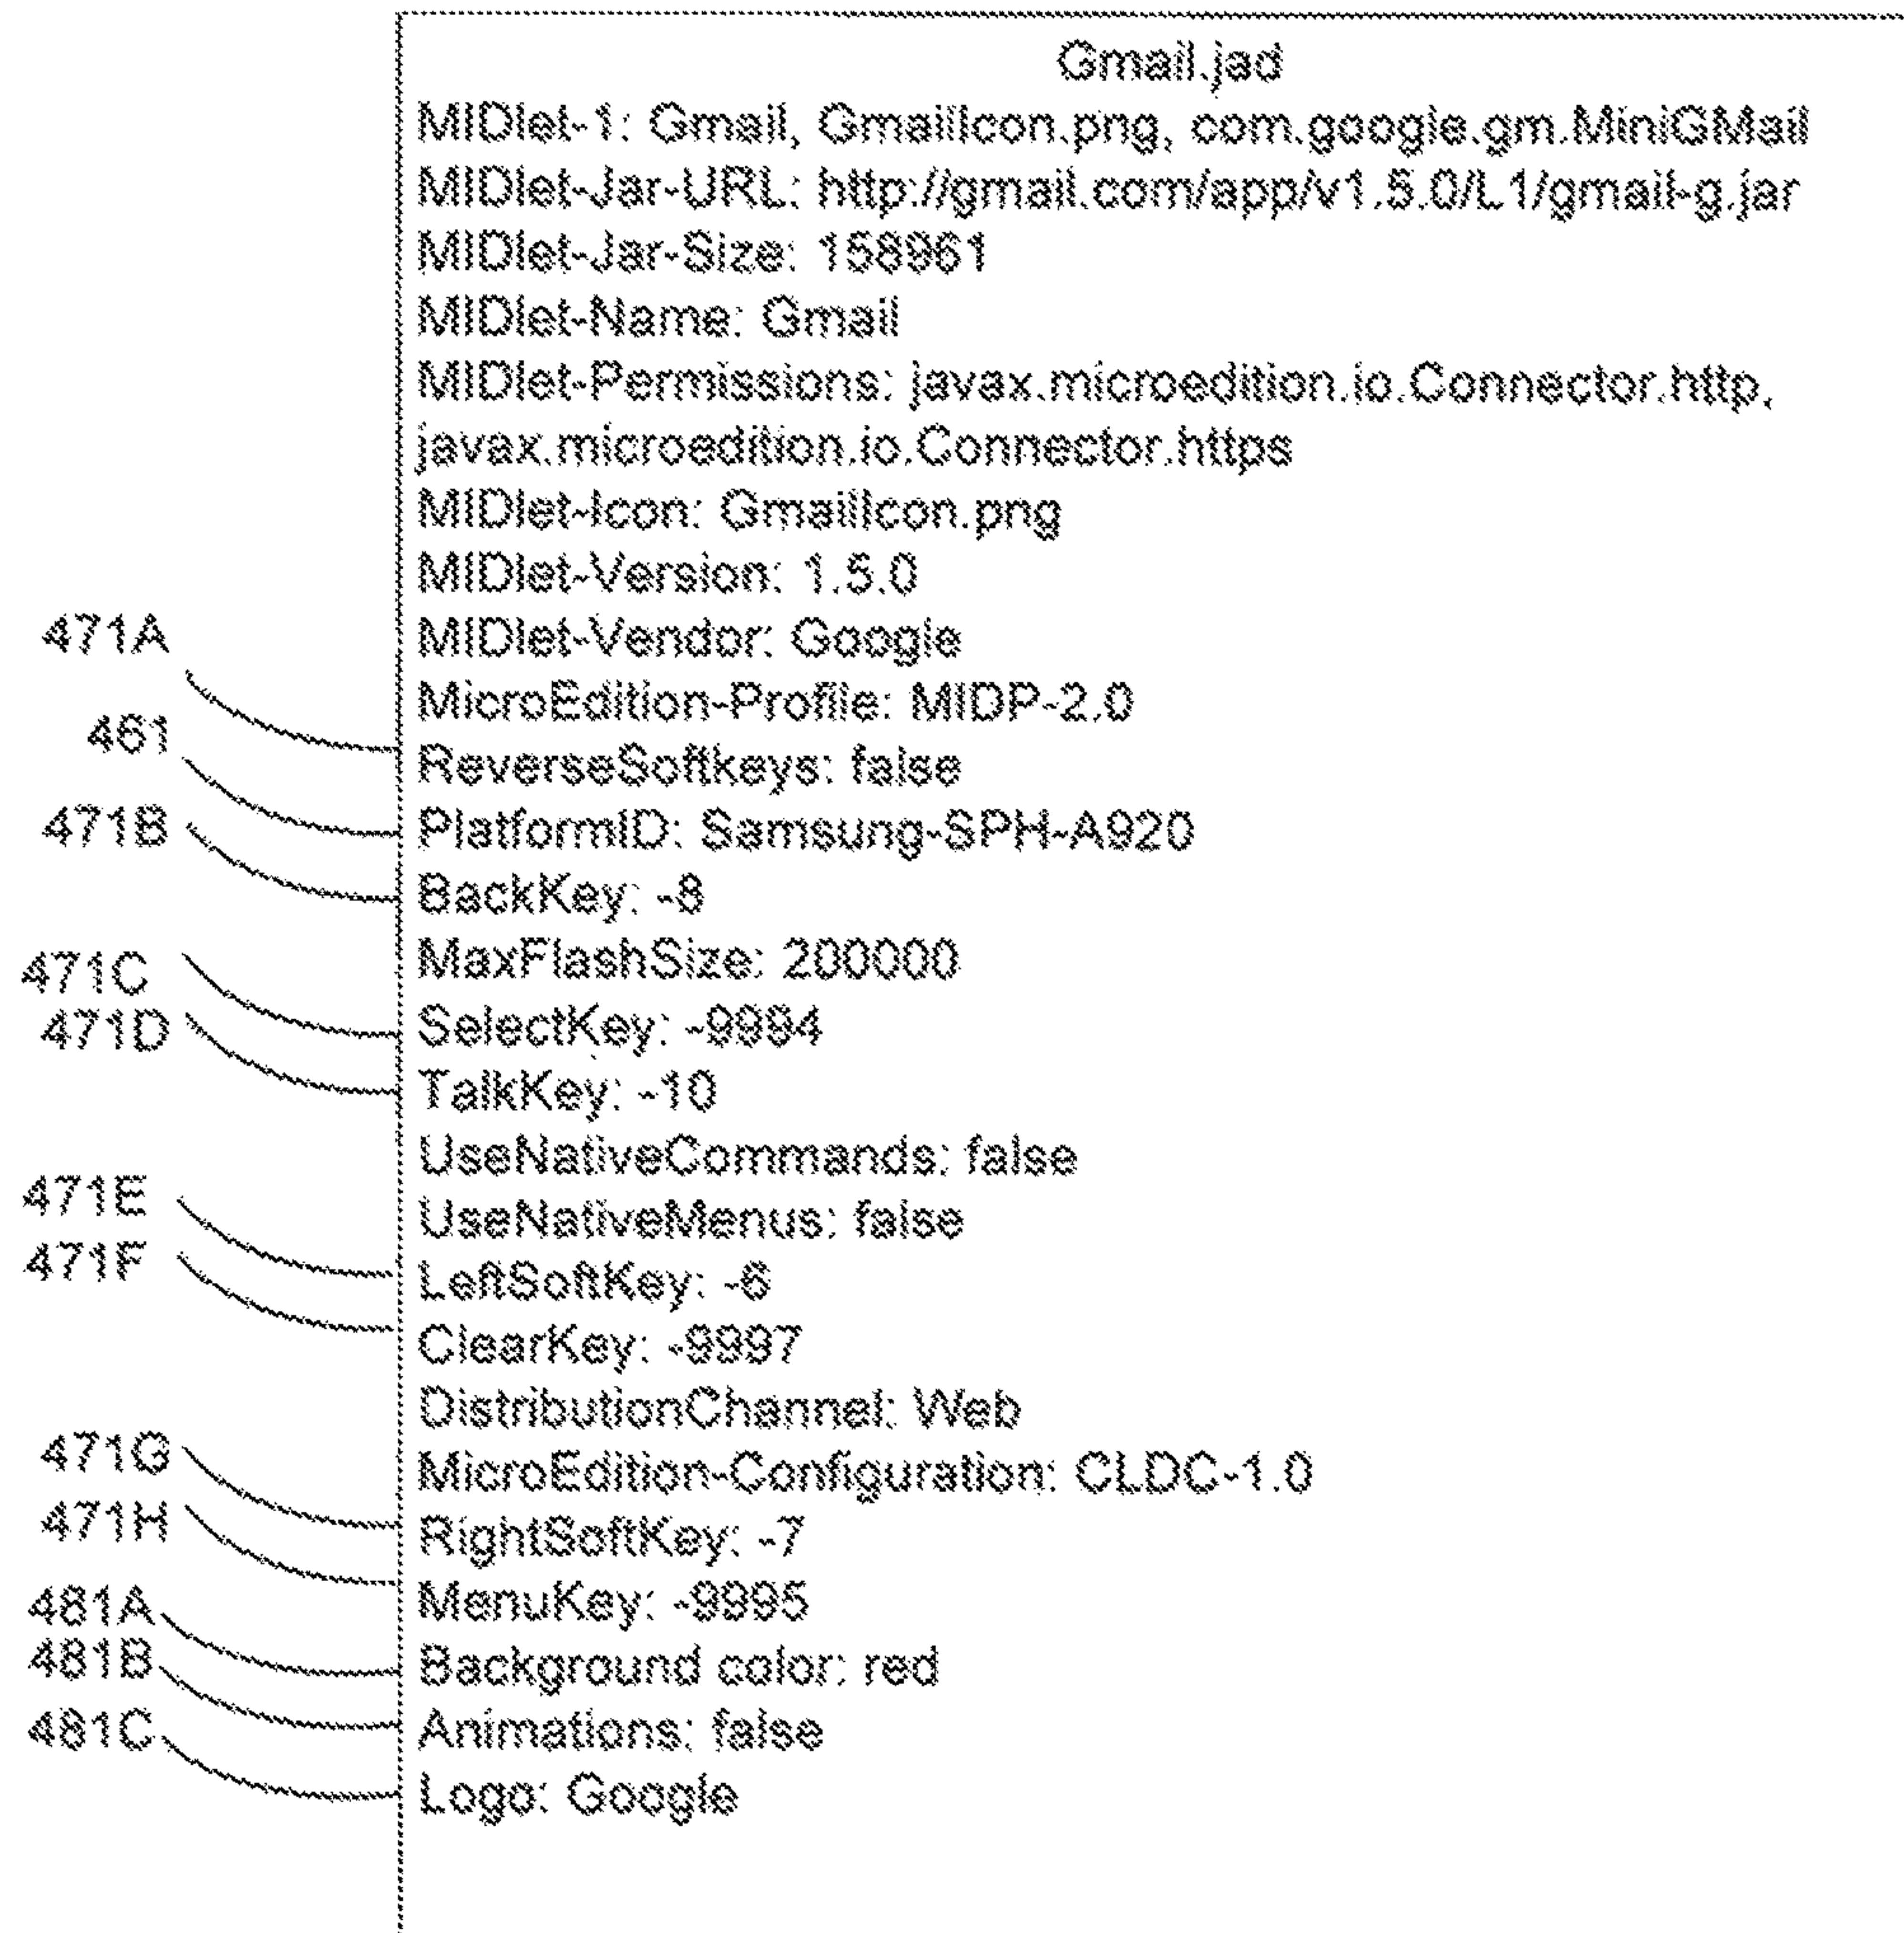 Gmail.jad
MIDlet-1: Gmail, GmailIcon.png, com.google.gm.MiniGMail
MIDlet-Jar-URL: http://gmail.com/app/v1.5.0/L1/gmail-g.jar
MIDlet-Jar-Size: 158961
MIDlet-Name: Gmail
MIDlet-Permissions: javax.microedition.io.Connector.http,
javax.microedition.io.Connector.https
MIDlet-Icon: GmailIcon.png
MIDlet-Version: 1.5.0
471A MIDlet-Vendor: Google
MicroEdition-Profile: MIDP-2.0
461 ReverseSoftkeys: false
471B PlatformID: Samsung-SPH-A920
BackKey: -8
471C MaxFlashSize: 200000
471D SelectKey: -9994
TalkKey: -10
UseNativeCommands: false
471E UseNativeMenus: false
471F LeftSoftKey: -6
ClearKey: -9997
DistributionChannel: Web
471G MicroEdition-Configuration: CLDC-1.0
471H RightSoftKey: -7
481A MenuKey: -9995
481B Background color: red
481C Animations: false
Logo: Google